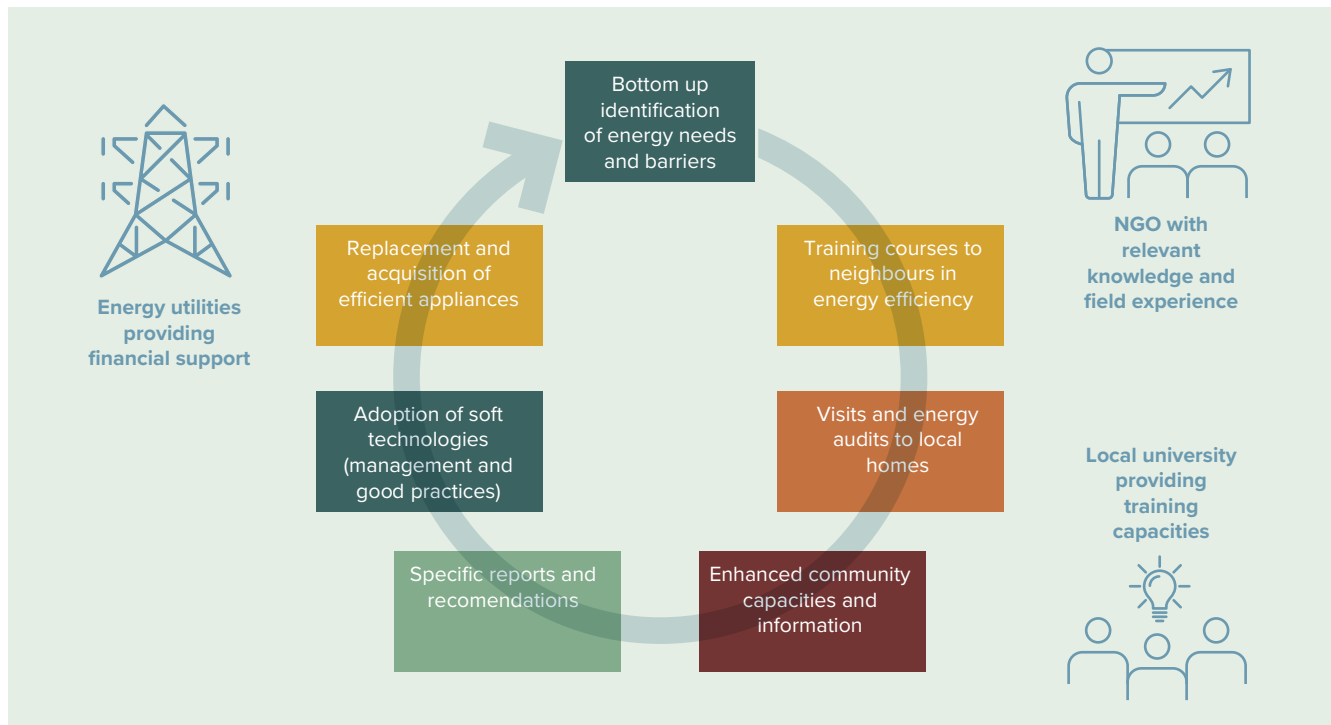 Bottom up
identification
of energy needs
and barriers
Training courses to
neighbours in
energy efficiency
Visits and energy
audits to local
homes
Enhanced community
capacities and
information
Specific reports and
recomendations
Adoption of soft
technologies
(management and
good practices)
Replacement and
acquisition of
efficient appliances
Energy utilities
providing
financial support
NGO with
relevant
knowledge and
field experience
Local university
providing
training
capacities